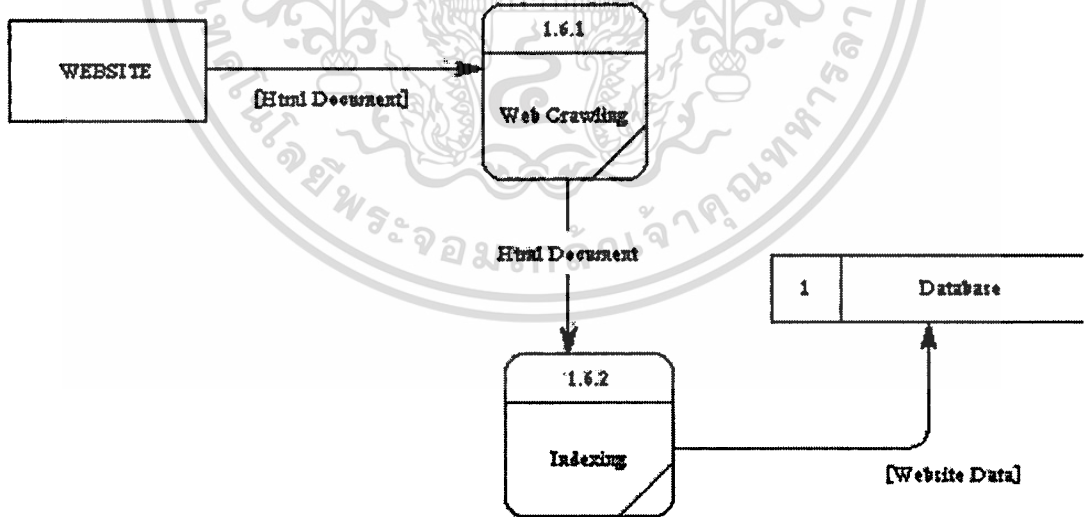 1.6.1
WEBSITE
[Html Document]
Web Crawling
Html Document
1
Database
1.6.2
Indexing
[Website Data]